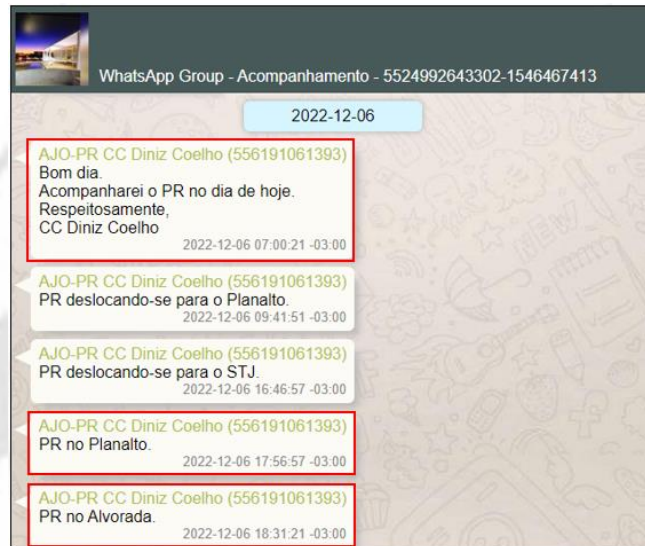 WhatsApp Group - Acompanhamento - 5524992643302-1546467413
2022-12-06
AJO-PR CC Diniz Coelho (556191061393)
Bom dia.
Acompanharei o PR no dia de hoje.
Respeitosamente,
CC Diniz Coelho
2022-12-06 07:00:21 -03:00
AJO-PR CC Diniz Coelho (556191061393)
PR deslocando-se para o Planalto.
2022-12-06 09:41:51 -03:00
AJO-PR CC Diniz Coelho (556191061393)
PR deslocando-se para o STJ.
2022-12-06 16:46:57 -03:00
AJO-PR CC Diniz Coelho (556191061393)
PR no Planalto.
2022-12-06 17:56:57 -03:00
AJO-PR CC Diniz Coelho (556191061393)
PR no Alvorada.
2022-12-06 18:31:21 -03:00